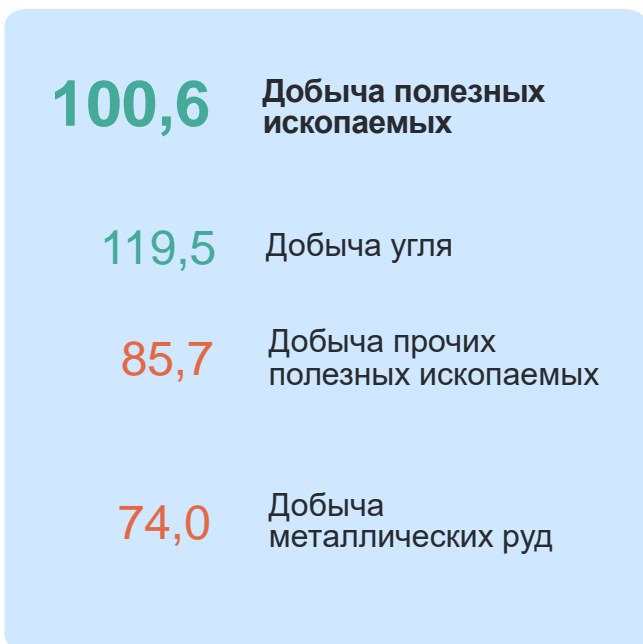 100,6 Добыча полезных
ископаемых
119,5 Добыча угля
85,7 Добыча прочих
полезных ископаемых
74,0 Добыча
металлических руд